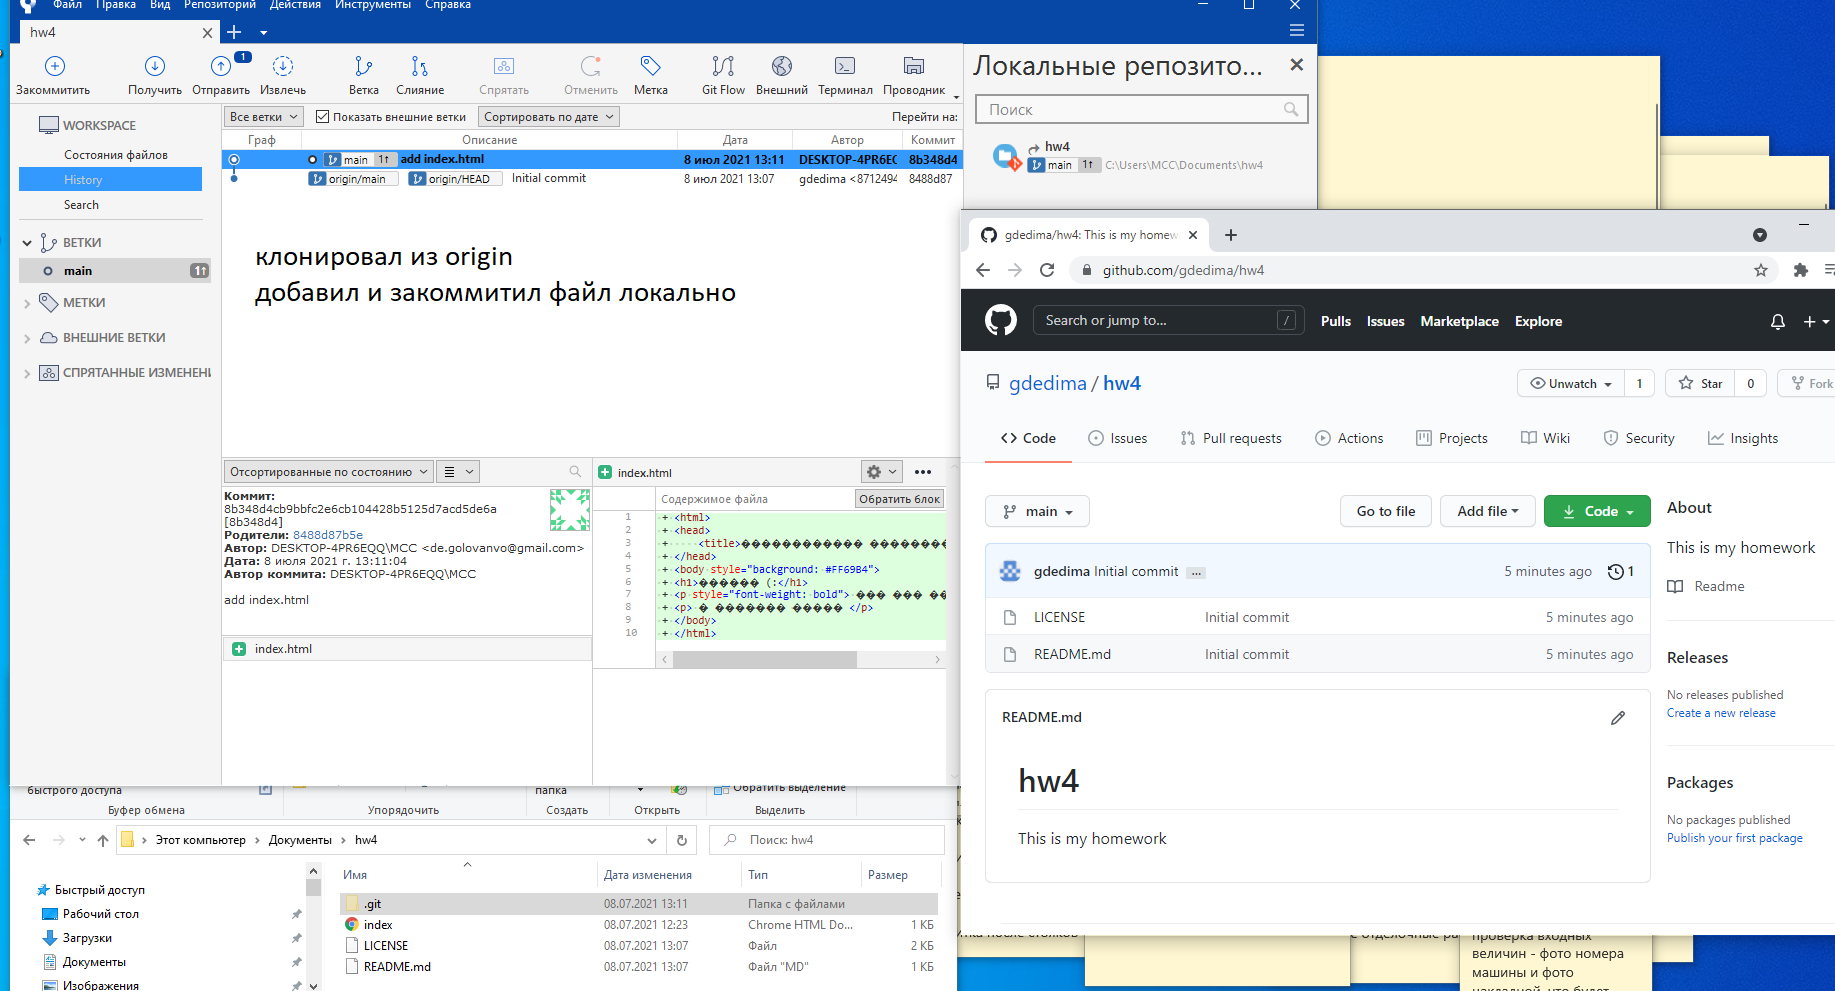 Файл Правка Вид Репозиторий Действия Инструменты Справка
hw4
Закоммитить Получить Отправить 1 Извлечь Ветка Слияние Спрятать Отменить Метка Git Flow Внешний Терминал Проводник
WORKSPACE
Состояния файлов
History
Search
ВЕТКИ
main 1↑
МЕТКИ
ВНЕШНИЕ ВЕТКИ
СПРЯТАННЫЕ ИЗМЕНЕНИ
Все ветки Показать внешние ветки Сортировать по дате Перейти на:
Граф Описание Дата Автор Коммит
main 1↑ add index.html 8 июл 2021 13:11 DESKTOP-4PR6EC 8b348d4
origin/main origin/HEAD Initial commit 8 июл 2021 13:07 gdedima <8712494 8488d87
клонировал из origin
добавил и закоммитил файл локально
Отсортированные по состоянию
Коммит:
8b348d4cb9bbfc2e6cb104428b5125d7acd5de6a
[8b348d4]
Родители: 8488d87b5e
Автор: DESKTOP-4PR6EQQ\MCC <de.golovanvo@gmail.com>
Дата: 8 июля 2021 г. 13:11:04
Автор коммита: DESKTOP-4PR6EQQ\MCC
add index.html
index.html
index.html
Содержимое файла Обратить блок
1 + <html>
2 + <head>
3 + <title>�������������� ����������
4 + </head>
5 + <body style="background: #FF69B4">
6 + <h1>������ (:</h1>
7 + <p style="font-weight: bold"> ��� ��� ��
8 + <p> � ������� ����� </p>
9 + </body>
10 + </html>
Локальные репозито...
Поиск
hw4
main 1↑ C:\Users\MCC\Documents\hw4
gdedima/hw4: This is my homew
github.com/gdedima/hw4
Search or jump to... / Pulls Issues Marketplace Explore
gdedima / hw4
Unwatch 1 Star 0 Fork
Code Issues Pull requests Actions Projects Wiki Security Insights
main Go to file Add file Code
gdedima Initial commit ... 5 minutes ago 1
LICENSE Initial commit 5 minutes ago
README.md Initial commit 5 minutes ago
README.md
hw4
This is my homework
About
This is my homework
Readme
Releases
No releases published
Create a new release
Packages
No packages published
Publish your first package
быстрого доступа папка Обратить выделение
Буфер обмена Упорядочить Создать Открыть Выделить
Этот компьютер › Документы › hw4 Поиск: hw4
Быстрый доступ
Рабочий стол
Загрузки
Документы
Изображения
Имя Дата изменения Тип Размер
.git 08.07.2021 13:11 Папка с файлами
index 08.07.2021 12:23 Chrome HTML Do... 1 КБ
LICENSE 08.07.2021 13:07 Файл 2 КБ
README.md 08.07.2021 13:07 Файл "MD" 1 КБ
проверка входных
величин - фото номера
машины и фото